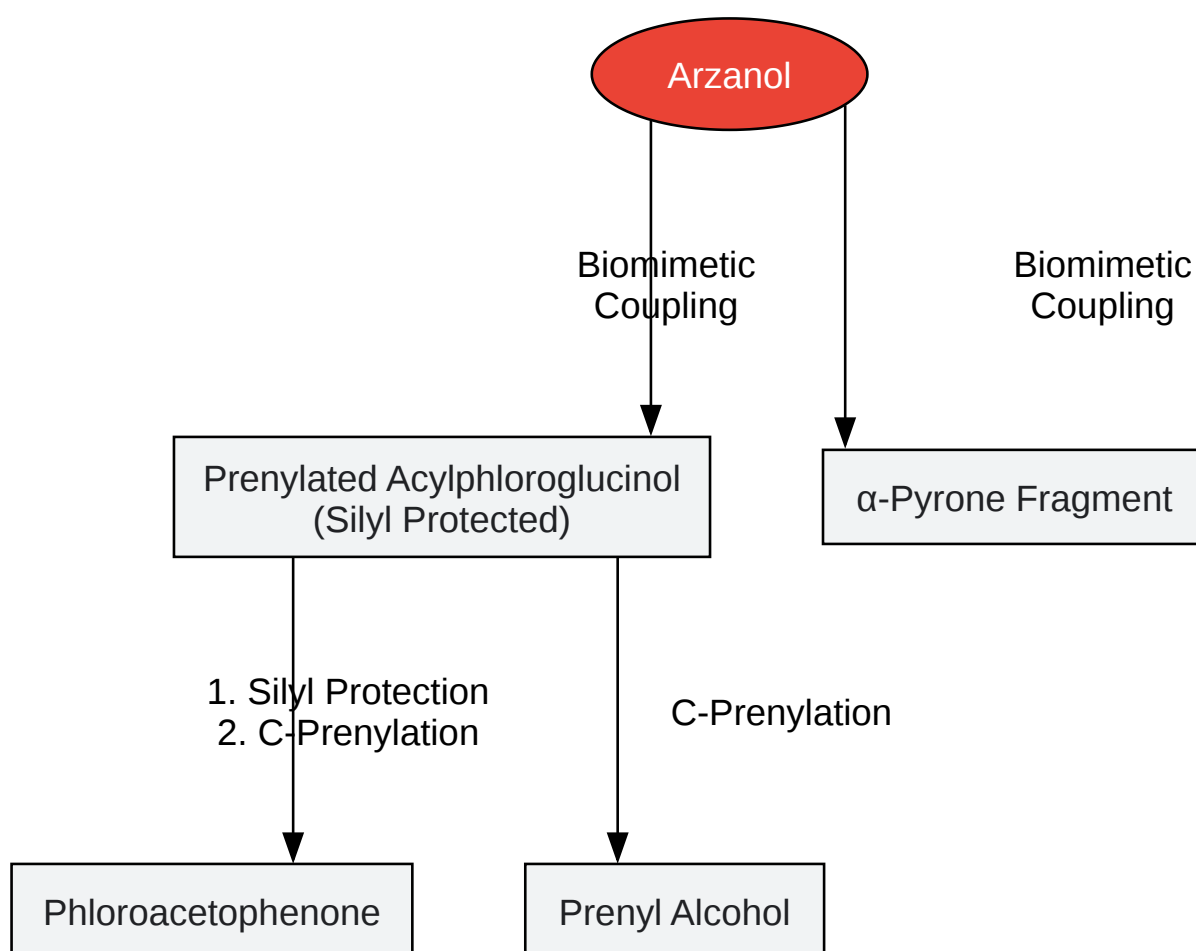 Arzanol
Biomimetic
Coupling
Biomimetic
Coupling
Prenylated Acylphloroglucinol
(Silyl Protected)
α-Pyrone Fragment
1. Silyl Protection
2. C-Prenylation
C-Prenylation
Phloroacetophenone
Prenyl Alcohol